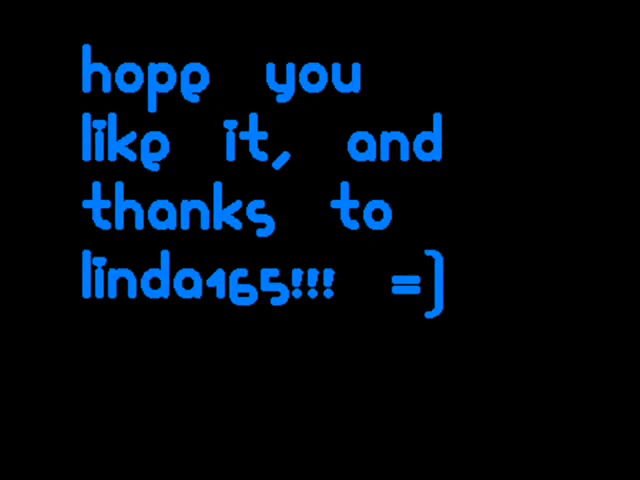 hope you
like it, and
thanks to
linda165!!! =)